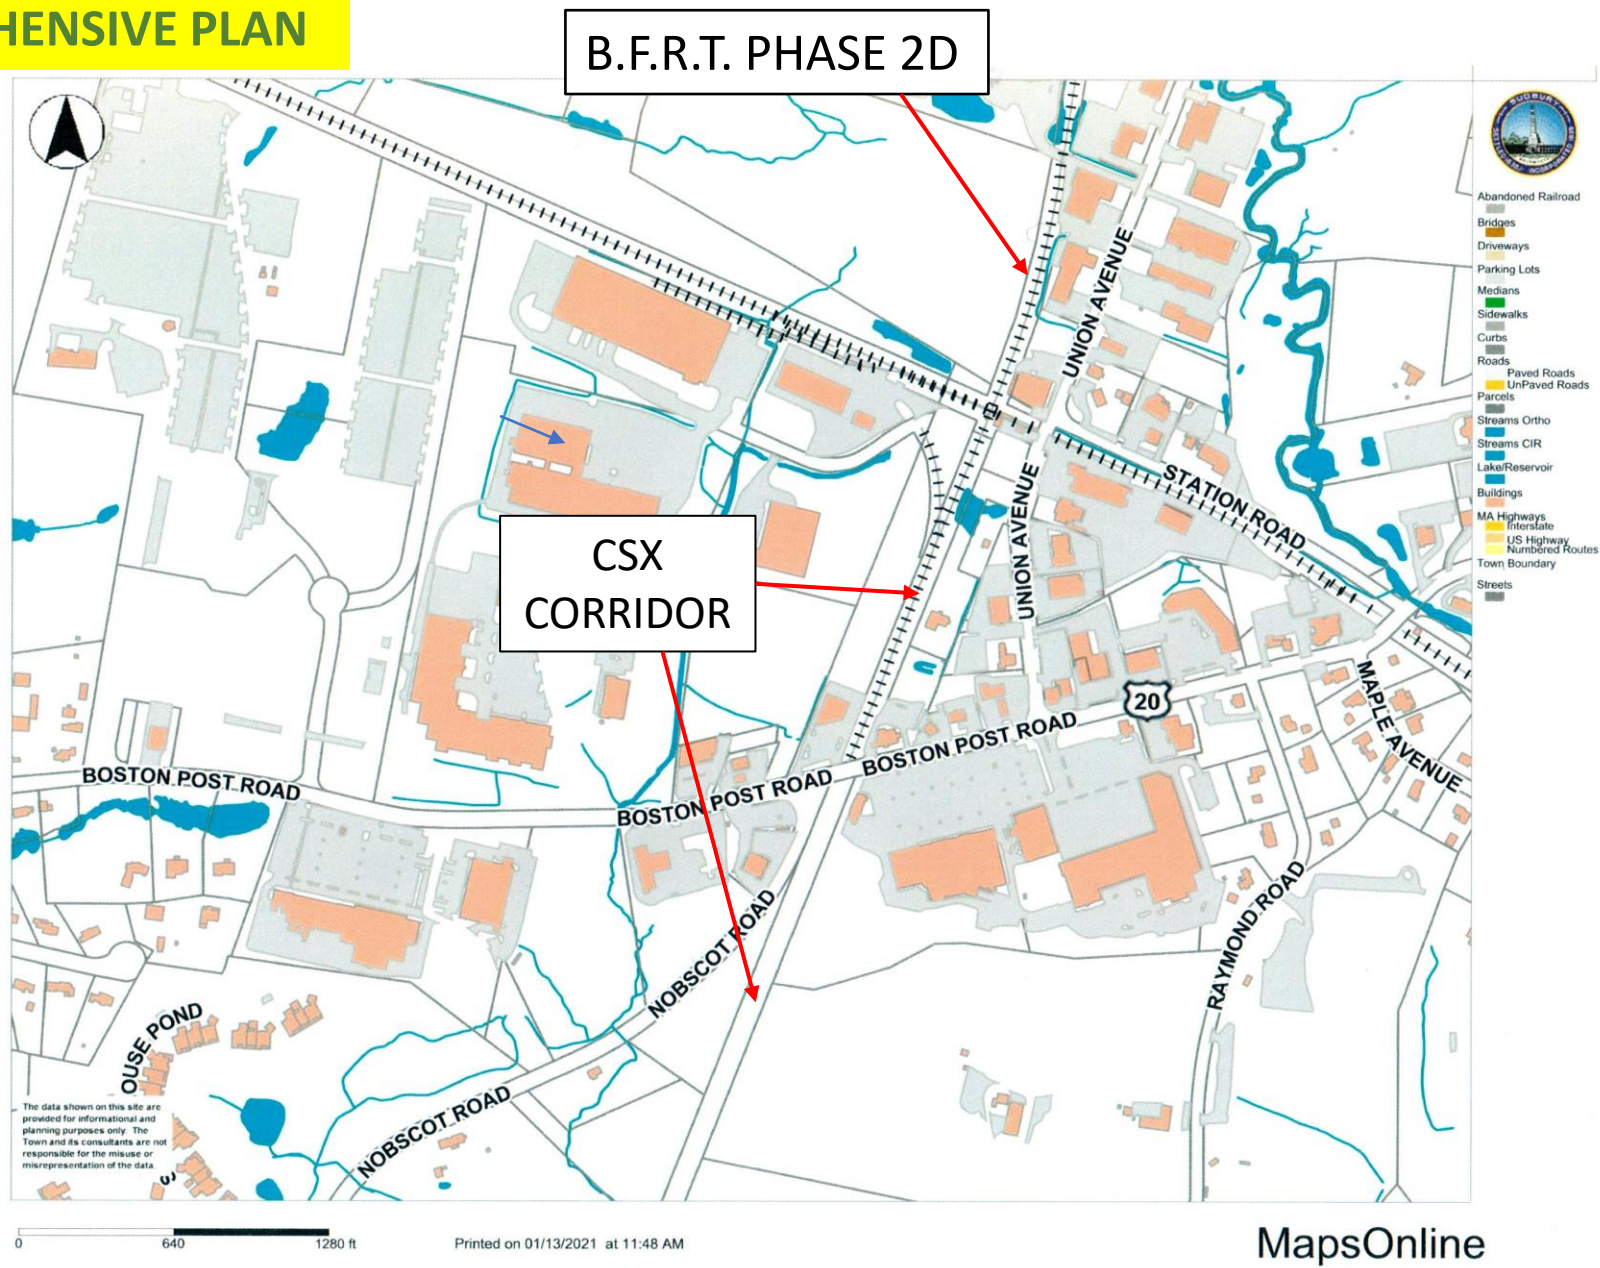 HENSIVE PLAN
B.F.R.T. PHASE 2D
SUDBURY
Abandoned Railroad
Bridges
Driveways
Parking Lots
Medians
Sidewalks
Curbs
Roads
Paved Roads
UnPaved Roads
Parcels
Streams Ortho
Streams CIR
Lake/Reservoir
Buildings
MA Highways
Interstate
US Highway
Numbered Routes
Town Boundary
Streets
UNION AVENUE
STATION ROAD
UNION AVENUE
CSX
CORRIDOR
MAPLE AVENUE
20
BOSTON POST ROAD
BOSTON POST ROAD
BOSTON POST ROAD
RAYMOND ROAD
NOBSCOT ROAD
OUSE POND
NOBSCOT ROAD
The data shown on this site are
provided for informational and
planning purposes only. The
Town and its consultants are not
responsible for the misuse or
misrepresentation of the data.
0 640 1280 ft
Printed on 01/13/2021 at 11:48 AM
MapsOnline